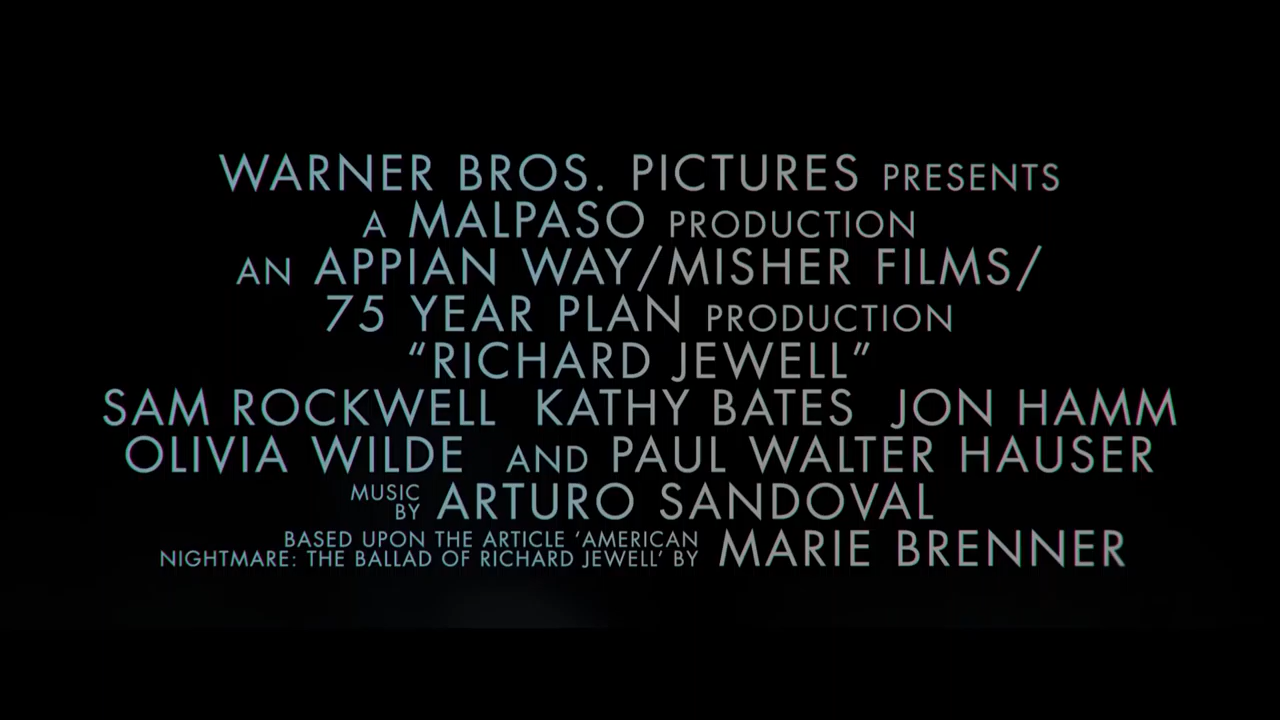 WARNER BROS. PICTURES PRESENTS
A MALPASO PRODUCTION
AN APPIAN WAY/MISHER FILMS/
75 YEAR PLAN PRODUCTION
“RICHARD JEWELL”
SAM ROCKWELL KATHY BATES JON HAMM
OLIVIA WILDE AND PAUL WALTER HAUSER
MUSIC
BY ARTURO SANDOVAL
BASED UPON THE ARTICLE ‘AMERICAN
NIGHTMARE: THE BALLAD OF RICHARD JEWELL’ BY MARIE BRENNER